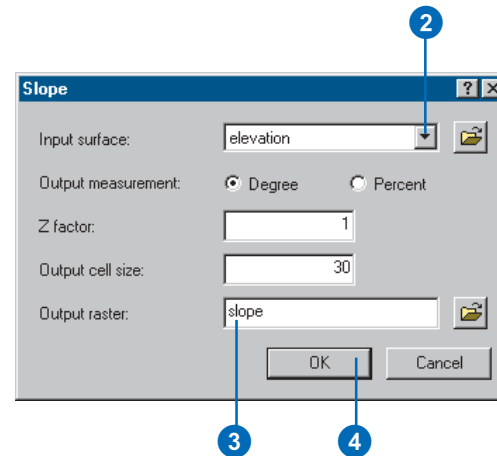 2
Slope ? ×
Input surface: elevation
Output measurement: Degree Percent
Z factor: 1
Output cell size: 30
Output raster: slope
OK Cancel
3 4